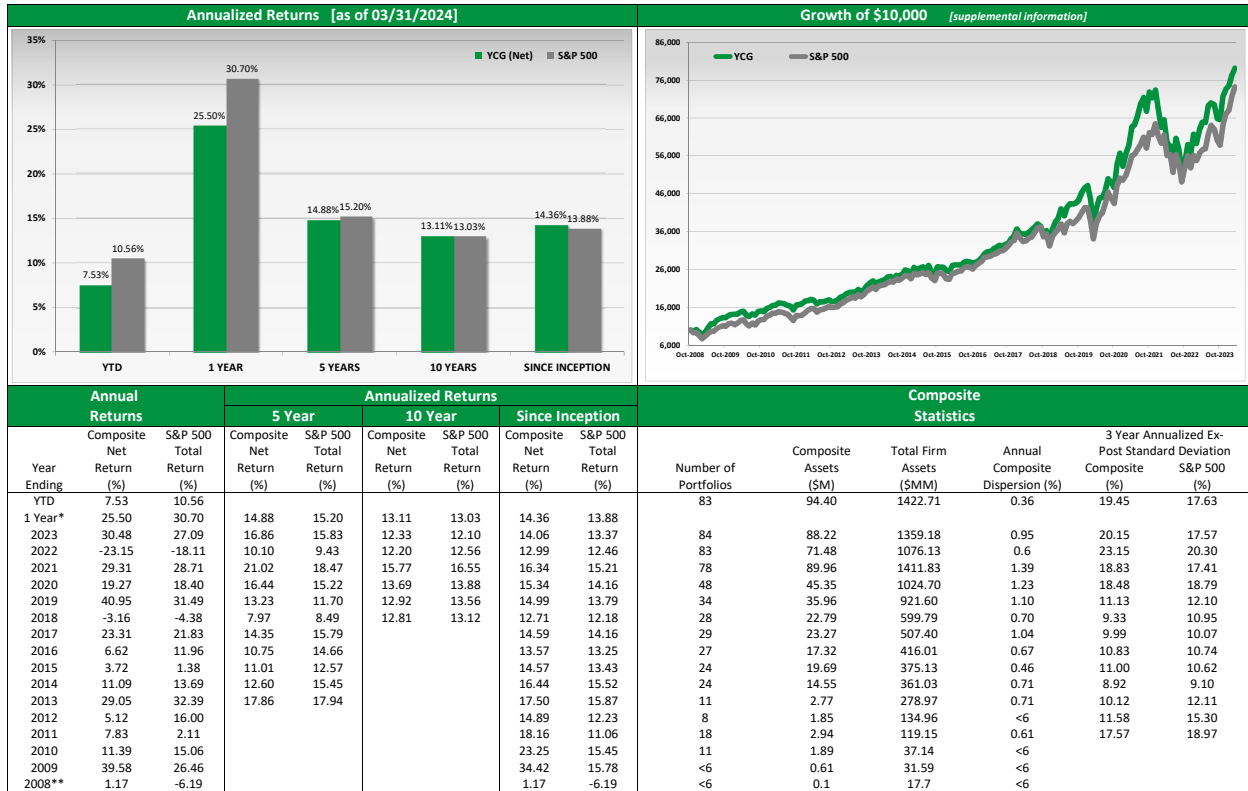 Annualized Returns [as of 03/31/2024]
35%
30%
25%
20%
15%
10%
5%
0%
YCG (Net) S&P 500
7.53%
10.56%
25.50%
30.70%
14.88%
15.20%
13.11%
13.03%
14.36%
13.88%
YTD 1 YEAR 5 YEARS 10 YEARS SINCE INCEPTION
Growth of $10,000 [supplemental information]
86,000
76,000
66,000
56,000
46,000
36,000
26,000
16,000
6,000
YCG S&P 500
Oct-2008 Oct-2009 Oct-2010 Oct-2011 Oct-2012 Oct-2013 Oct-2014 Oct-2015 Oct-2016 Oct-2017 Oct-2018 Oct-2019 Oct-2020 Oct-2021 Oct-2022 Oct-2023
Annual Annualized Returns Composite
Returns 5 Year 10 Year Since Inception Statistics
Composite S&P 500 Composite S&P 500 Composite S&P 500 Composite S&P 500 3 Year Annualized Ex-
Net Total Net Total Net Total Net Total Composite Total Firm Annual Post Standard Deviation
Year Return Return Return Return Return Return Return Return Number of Assets Assets Composite Composite S&P 500
Ending (%) (%) (%) (%) (%) (%) (%) (%) Portfolios ($M) ($MM) Dispersion (%) (%) (%)
YTD 7.53 10.56 83 94.40 1422.71 0.36 19.45 17.63
1 Year* 25.50 30.70 14.88 15.20 13.11 13.03 14.36 13.88
2023 30.48 27.09 16.86 15.83 12.33 12.10 14.06 13.37 84 88.22 1359.18 0.95 20.15 17.57
2022 -23.15 -18.11 10.10 9.43 12.20 12.56 12.99 12.46 83 71.48 1076.13 0.6 23.15 20.30
2021 29.31 28.71 21.02 18.47 15.77 16.55 16.34 15.21 78 89.96 1411.83 1.39 18.83 17.41
2020 19.27 18.40 16.44 15.22 13.69 13.88 15.34 14.16 48 45.35 1024.70 1.23 18.48 18.79
2019 40.95 31.49 13.23 11.70 12.92 13.56 14.99 13.79 34 35.96 921.60 1.10 11.13 12.10
2018 -3.16 -4.38 7.97 8.49 12.81 13.12 12.71 12.18 28 22.79 599.79 0.70 9.33 10.95
2017 23.31 21.83 14.35 15.79 14.59 14.16 29 23.27 507.40 1.04 9.99 10.07
2016 6.62 11.96 10.75 14.66 13.57 13.25 27 17.32 416.01 0.67 10.83 10.74
2015 3.72 1.38 11.01 12.57 14.57 13.43 24 19.69 375.13 0.46 11.00 10.62
2014 11.09 13.69 12.60 15.45 16.44 15.52 24 14.55 361.03 0.71 8.92 9.10
2013 29.05 32.39 17.86 17.94 17.50 15.87 11 2.77 278.97 0.71 10.12 12.11
2012 5.12 16.00 14.89 12.23 8 1.85 134.96 <6 11.58 15.30
2011 7.83 2.11 18.16 11.06 18 2.94 119.15 0.61 17.57 18.97
2010 11.39 15.06 23.25 15.45 11 1.89 37.14 <6
2009 39.58 26.46 34.42 15.78 <6 0.61 31.59 <6
2008** 1.17 -6.19 1.17 -6.19 <6 0.1 17.7 <6